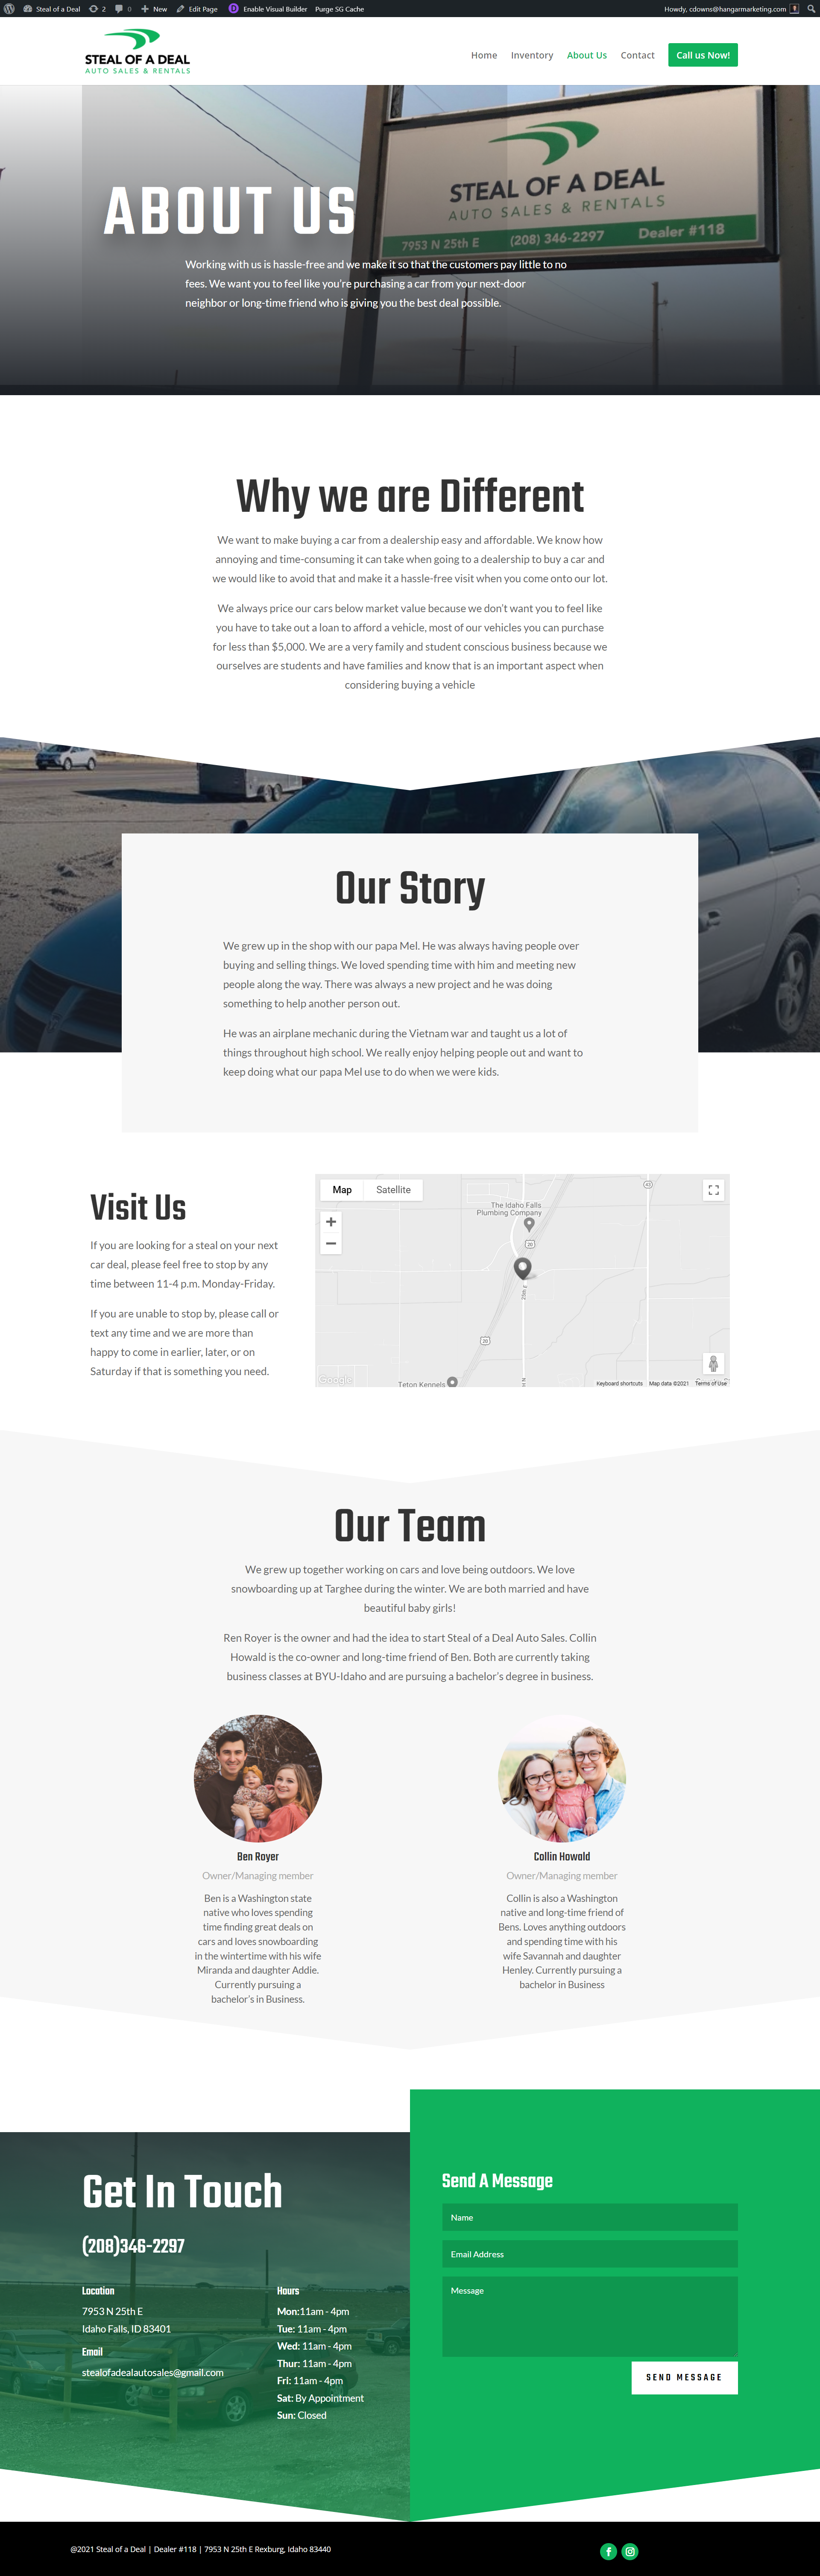 Steal of a Deal 2 0 New Edit Page Enable Visual Builder Purge SG Cache Howdy, cdowns@hangarmarketing.com
STEAL OF A DEAL
AUTO SALES & RENTALS
Home Inventory About Us Contact Call us Now!
STEAL OF A DEAL
AUTO SALES & RENTALS
7953 N 25th E (208) 346-2297 Dealer #118
ABOUT US
Working with us is hassle-free and we make it so that the customers pay little to no
fees. We want you to feel like you're purchasing a car from your next-door
neighbor or long-time friend who is giving you the best deal possible.
Why we are Different
We want to make buying a car from a dealership easy and affordable. We know how
annoying and time-consuming it can take when going to a dealership to buy a car and
we would like to avoid that and make it a hassle-free visit when you come onto our lot.
We always price our cars below market value because we don't want you to feel like
you have to take out a loan to afford a vehicle, most of our vehicles you can purchase
for less than $5,000. We are a very family and student conscious business because we
ourselves are students and have families and know that is an important aspect when
considering buying a vehicle
Our Story
We grew up in the shop with our papa Mel. He was always having people over
buying and selling things. We loved spending time with him and meeting new
people along the way. There was always a new project and he was doing
something to help another person out.
He was an airplane mechanic during the Vietnam war and taught us a lot of
things throughout high school. We really enjoy helping people out and want to
keep doing what our papa Mel use to do when we were kids.
Visit Us
If you are looking for a steal on your next
car deal, please feel free to stop by any
time between 11-4 p.m. Monday-Friday.
If you are unable to stop by, please call or
text any time and we are more than
happy to come in earlier, later, or on
Saturday if that is something you need.
Map Satellite
The Idaho Falls
Plumbing Company
43
20
25th E
20
Teton Kennels
Google
Keyboard shortcuts Map data ©2021 Terms of Use
Our Team
We grew up together working on cars and love being outdoors. We love
snowboarding up at Targhee during the winter. We are both married and have
beautiful baby girls!
Ren Royer is the owner and had the idea to start Steal of a Deal Auto Sales. Collin
Howald is the co-owner and long-time friend of Ben. Both are currently taking
business classes at BYU-Idaho and are pursuing a bachelor's degree in business.
Ben Royer
Owner/Managing member
Ben is a Washington state
native who loves spending
time finding great deals on
cars and loves snowboarding
in the wintertime with his wife
Miranda and daughter Addie.
Currently pursuing a
bachelor's in Business.
Collin Howald
Owner/Managing member
Collin is also a Washington
native and long-time friend of
Bens. Loves anything outdoors
and spending time with his
wife Savannah and daughter
Henley. Currently pursuing a
bachelor in Business
Get In Touch
(208)346-2297
Location
7953 N 25th E
Idaho Falls, ID 83401
Email
stealofadealautosales@gmail.com
Hours
Mon:11am - 4pm
Tue: 11am - 4pm
Wed: 11am - 4pm
Thur: 11am - 4pm
Fri: 11am - 4pm
Sat: By Appointment
Sun: Closed
Send A Message
Name
Email Address
Message
SEND MESSAGE
@2021 Steal of a Deal | Dealer #118 | 7953 N 25th E Rexburg, Idaho 83440